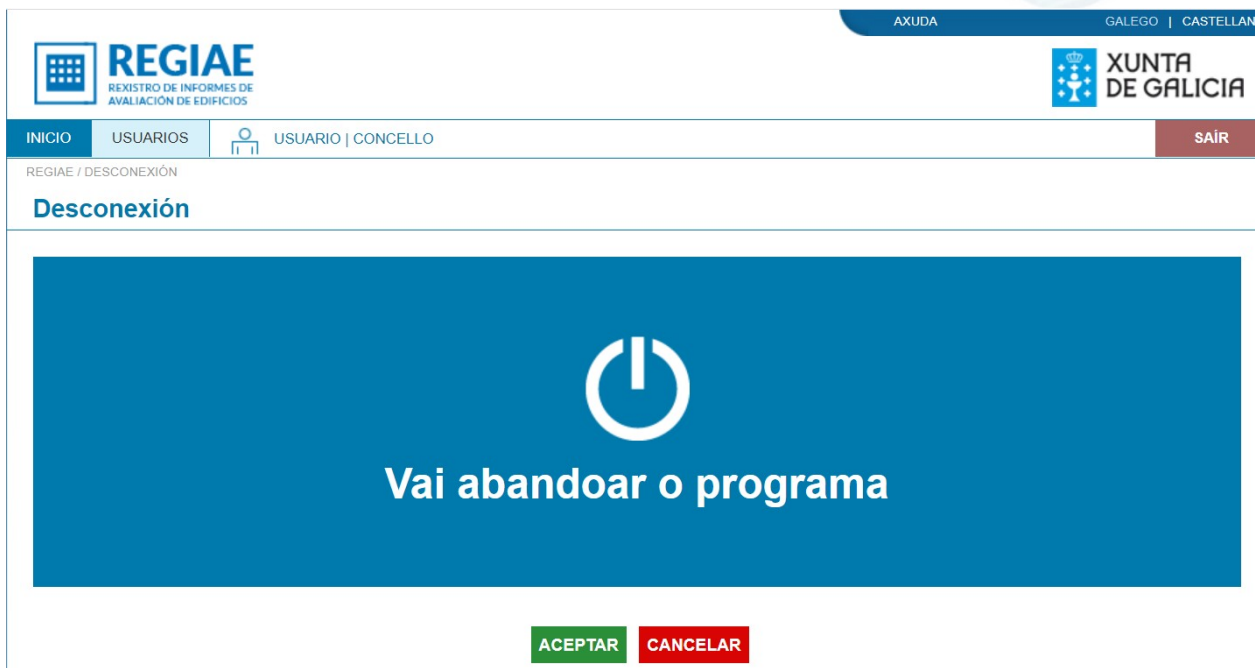 AXUDA GALEGO | CASTELLAN
REGIAE
REXISTRO DE INFORMES DE
AVALIACIÓN DE EDIFICIOS
XUNTA
DE GALICIA
INICIO USUARIOS USUARIO | CONCELLO SAÍR
REGIAE / DESCONEXIÓN
Desconexión
Vai abandoar o programa
ACEPTAR CANCELAR